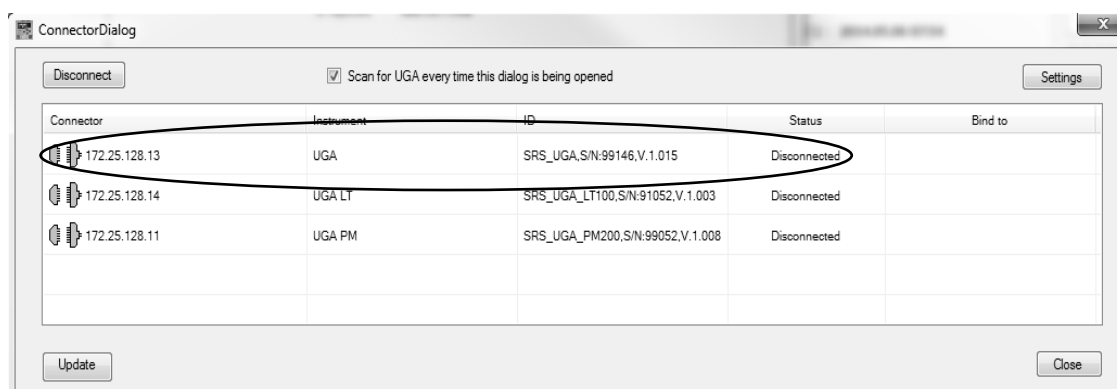 ConnectorDialog
X
Disconnect Scan for UGA every time this dialog is being opened Settings
Connector Instrument ID Status Bind to
172.25.128.13 UGA SRS_UGA,S/N:99146,V.1.015 Disconnected
172.25.128.14 UGA LT SRS_UGA_LT100,S/N:91052,V.1.003 Disconnected
172.25.128.11 UGA PM SRS_UGA_PM200,S/N:99052,V.1.008 Disconnected
Update Close